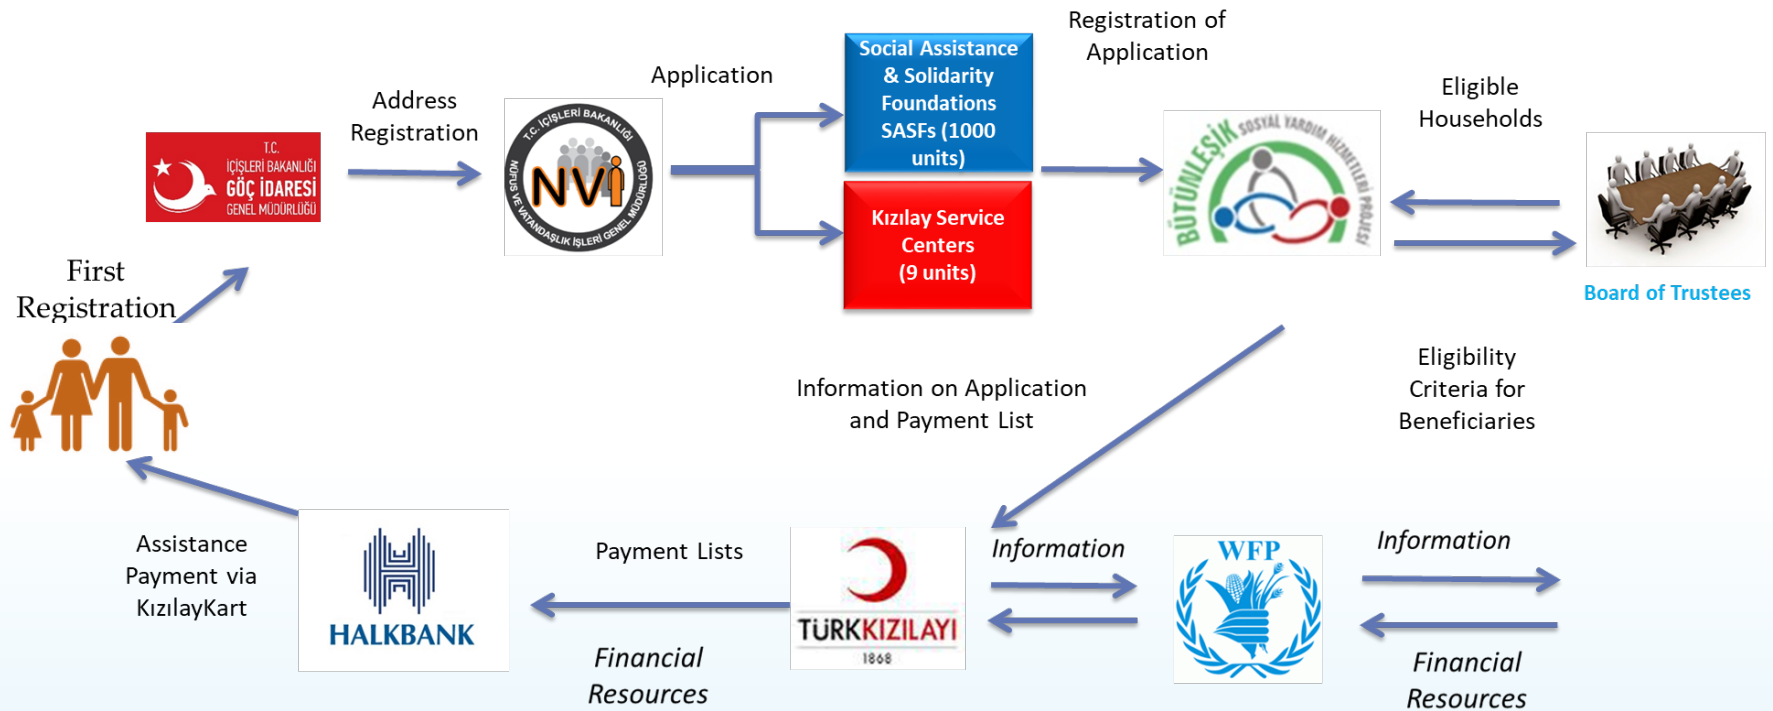 First
Registration
T.C.
İÇİŞLERİ BAKANLIĞI
GÖÇ İDARESİ
GENEL MÜDÜRLÜĞÜ
Address
Registration
T.C. İÇİŞLERİ BAKANLIĞI
NVİ
NÜFUS VE VATANDAŞLIK İŞLERİ GENEL MÜDÜRLÜĞÜ
Application
Social Assistance
& Solidarity
Foundations
SASFs (1000
units)
Kızılay Service
Centers
(9 units)
Registration of
Application
BÜTÜNLEŞİK SOSYAL YARDIM HİZMETLERİ PROJESİ
Eligible
Households
Board of Trustees
Eligibility
Criteria for
Beneficiaries
Information on Application
and Payment List
Information
Information
WFP
Financial
Resources
TÜRKKIZILAYI
1868
Payment Lists
Financial
Resources
HALKBANK
Assistance
Payment via
KızılayKart